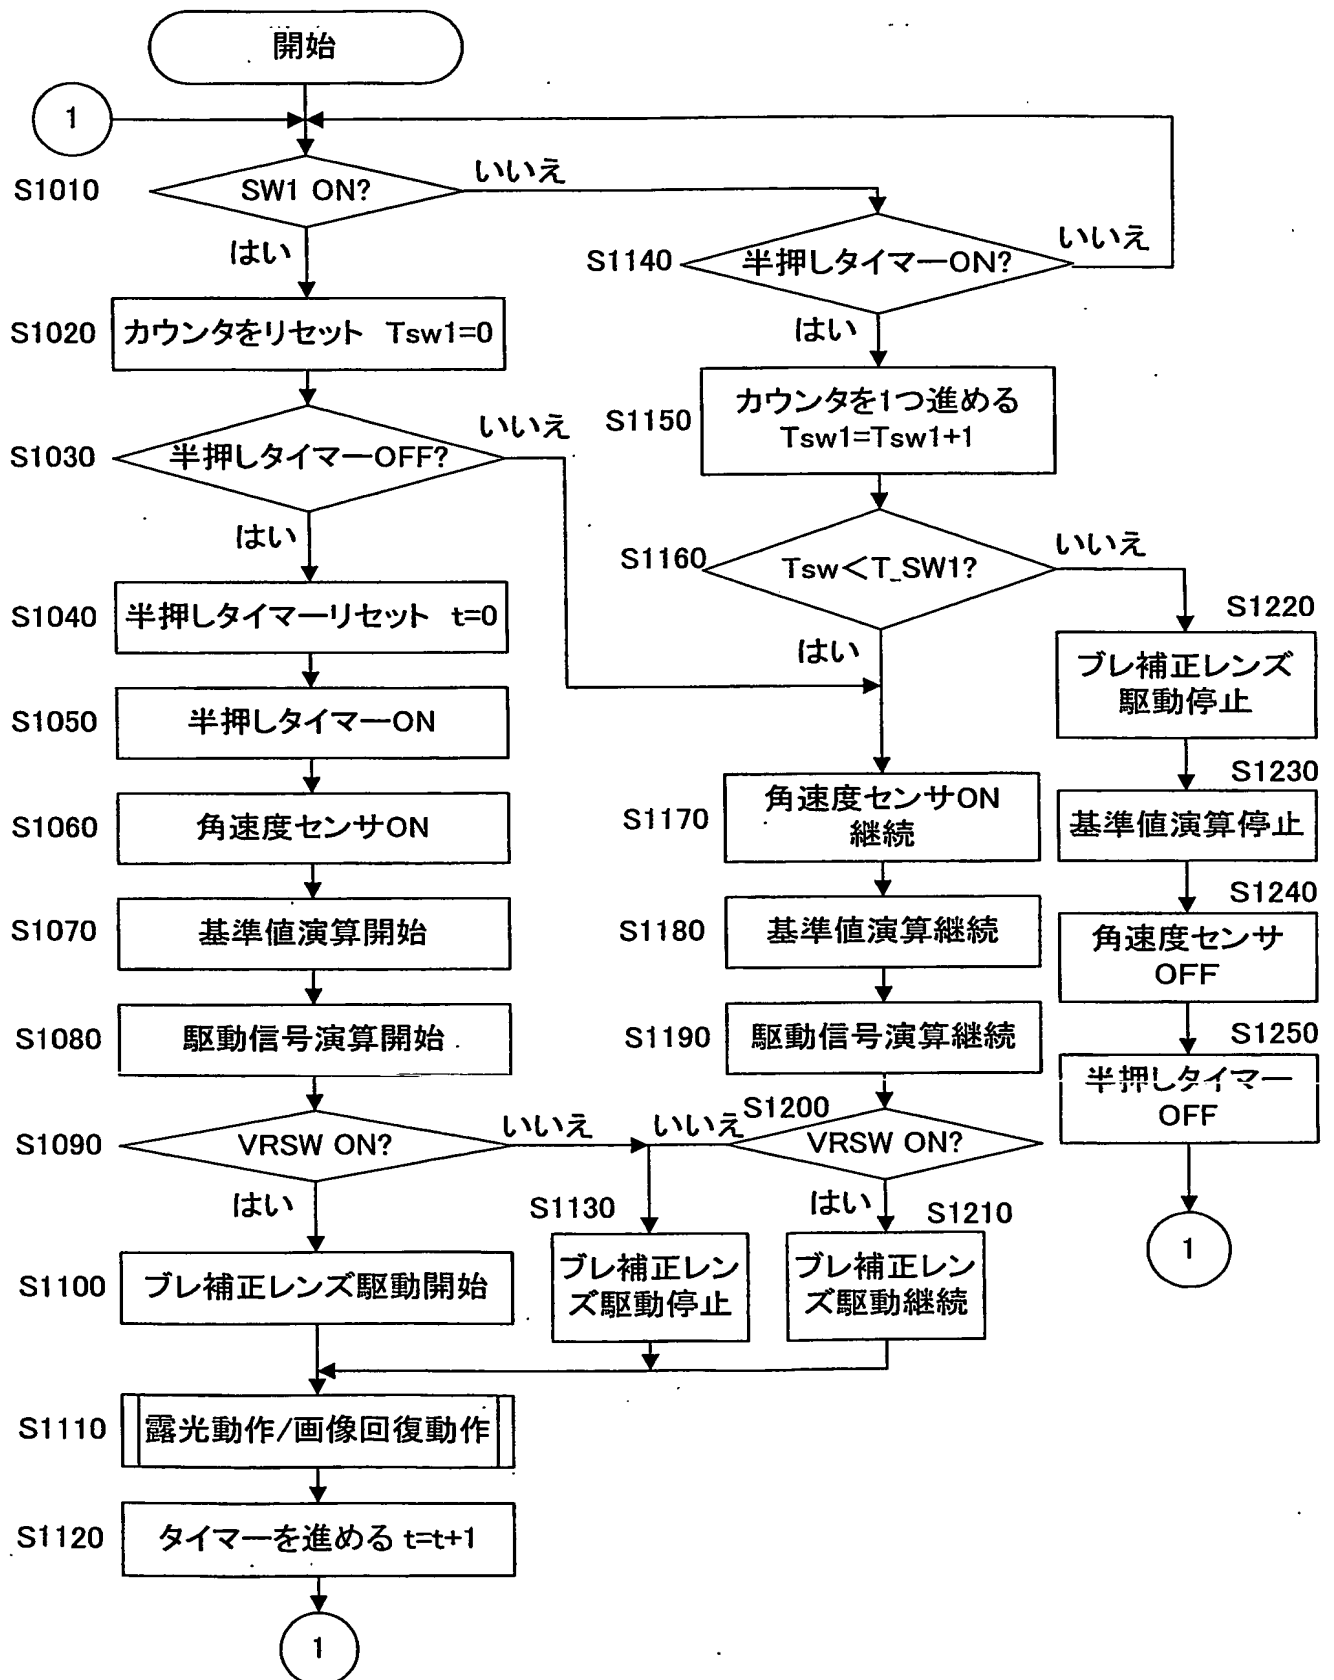 開始
1
S1010
SW1 ON?
いいえ
はい
S1140
半押しタイマーON?
いいえ
はい
S1020
カウンタをリセット Tsw1=0
S1150
カウンタを1つ進める
Tsw1=Tsw1+1
S1030
半押しタイマーOFF?
いいえ
はい
S1160
Tsw<T_SW1?
いいえ
はい
S1040
半押しタイマーリセット t=0
S1220
ブレ補正レンズ
駆動停止
S1050
半押しタイマーON
S1230
基準値演算停止
S1060
角速度センサON
S1170
角速度センサON
継続
S1240
角速度センサ
OFF
S1070
基準値演算開始
S1180
基準値演算継続
S1080
駆動信号演算開始
S1190
駆動信号演算継続
S1250
半押しタイマー
OFF
S1090
VRSW ON?
いいえ
はい
いいえ
S1200
VRSW ON?
はい
S1130
ブレ補正レン
ズ駆動停止
S1210
ブレ補正レン
ズ駆動継続
1
S1100
ブレ補正レンズ駆動開始
S1110
露光動作/画像回復動作
S1120
タイマーを進める t=t+1
1